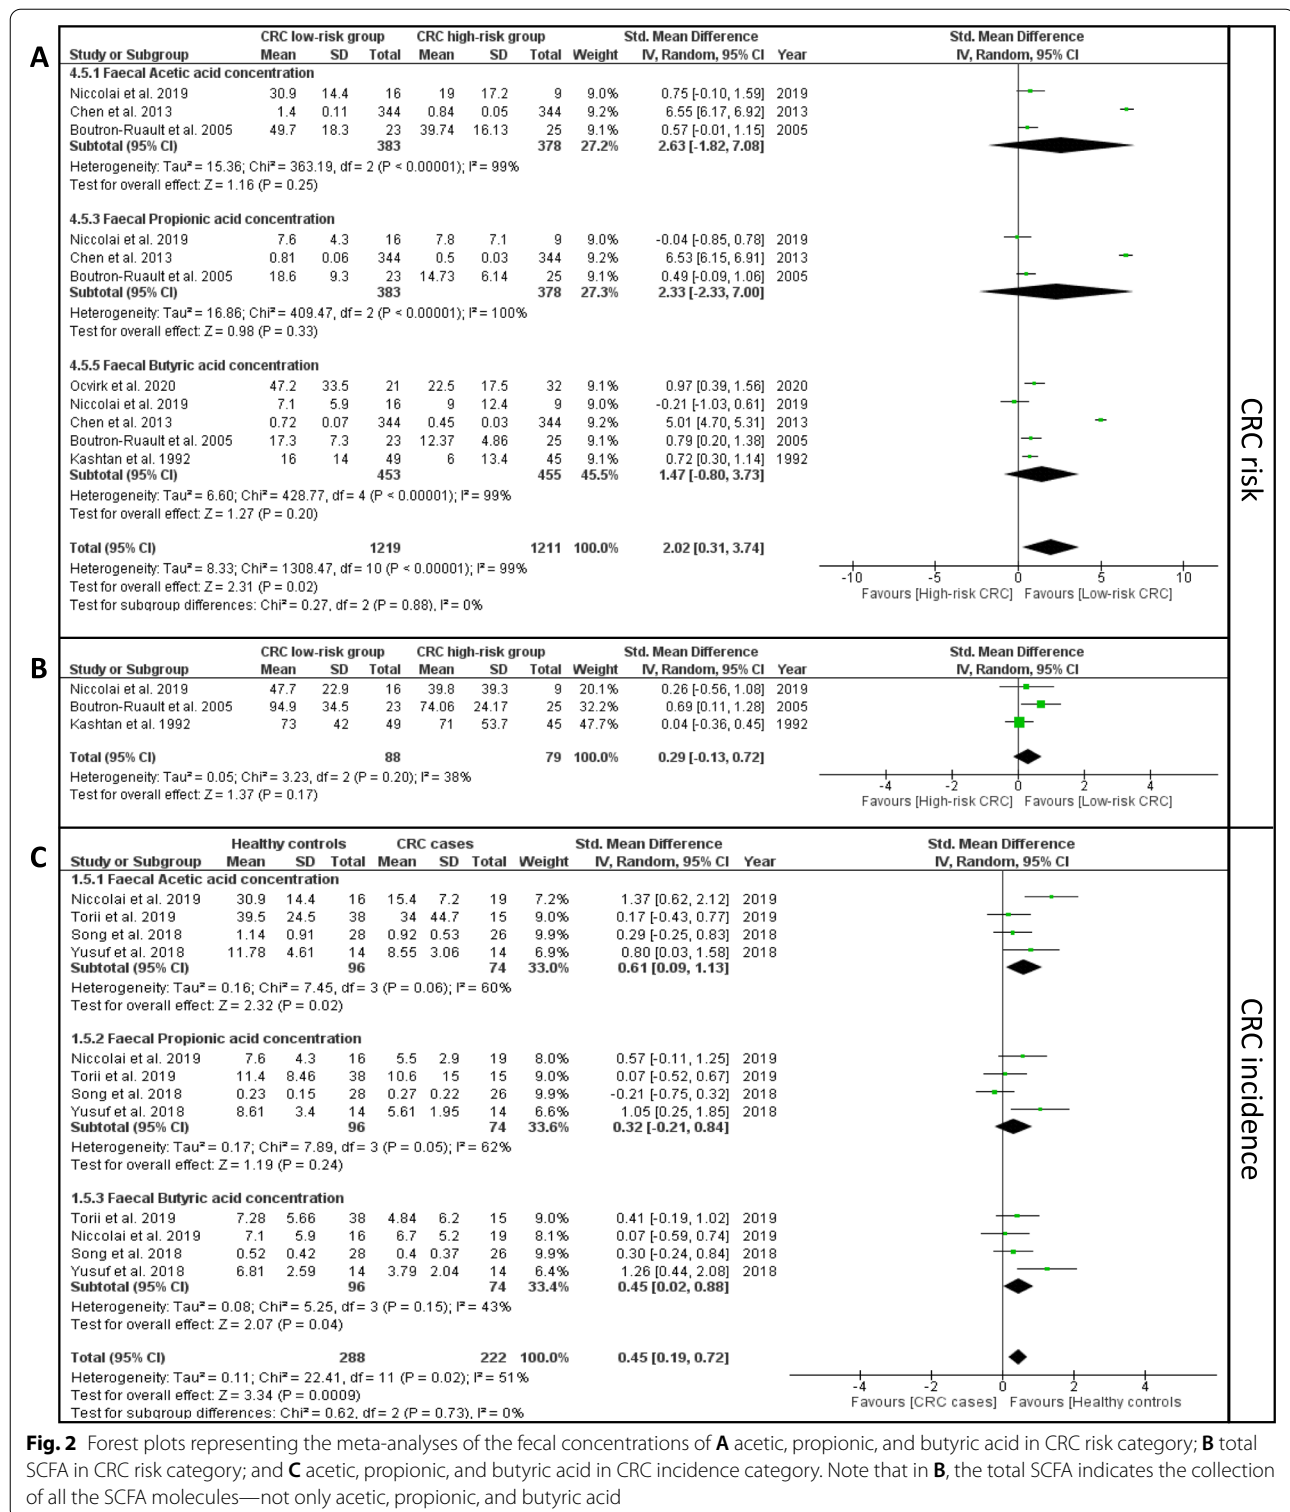 A
CRC low-risk group CRC high-risk group Std. Mean Difference Std. Mean Difference
Study or Subgroup Mean SD Total Mean SD Total Weight IV, Random, 95% CI Year IV, Random, 95% CI
4.5.1 Faecal Acetic acid concentration
Niccolai et al. 2019 30.9 14.4 16 19 17.2 9 9.0% 0.75 [-0.10, 1.59] 2019
Chen et al. 2013 1.4 0.11 344 0.84 0.05 344 9.2% 6.55 [6.17, 6.92] 2013
Boutron-Ruault et al. 2005 49.7 18.3 23 39.74 16.13 25 9.1% 0.57 [-0.01, 1.15] 2005
Subtotal (95% CI) 383 378 27.2% 2.63 [-1.82, 7.08]
Heterogeneity: Tau² = 15.36; Chi² = 363.19, df = 2 (P < 0.00001); I² = 99%
Test for overall effect: Z = 1.16 (P = 0.25)
4.5.3 Faecal Propionic acid concentration
Niccolai et al. 2019 7.6 4.3 16 7.8 7.1 9 9.0% -0.04 [-0.85, 0.78] 2019
Chen et al. 2013 0.81 0.06 344 0.5 0.03 344 9.2% 6.53 [6.15, 6.91] 2013
Boutron-Ruault et al. 2005 18.6 9.3 23 14.73 6.14 25 9.1% 0.49 [-0.09, 1.06] 2005
Subtotal (95% CI) 383 378 27.3% 2.33 [-2.33, 7.00]
Heterogeneity: Tau² = 16.86; Chi² = 409.47, df = 2 (P < 0.00001); I² = 100%
Test for overall effect: Z = 0.98 (P = 0.33)
4.5.5 Faecal Butyric acid concentration
Ocvirk et al. 2020 47.2 33.5 21 22.5 17.5 32 9.1% 0.97 [0.39, 1.56] 2020
Niccolai et al. 2019 7.1 5.9 16 9 12.4 9 9.0% -0.21 [-1.03, 0.61] 2019
Chen et al. 2013 0.72 0.07 344 0.45 0.03 344 9.2% 5.01 [4.70, 5.31] 2013
Boutron-Ruault et al. 2005 17.3 7.3 23 12.37 4.86 25 9.1% 0.79 [0.20, 1.38] 2005
Kashtan et al. 1992 16 14 49 6 13.4 45 9.1% 0.72 [0.30, 1.14] 1992
Subtotal (95% CI) 453 455 45.5% 1.47 [-0.80, 3.73]
Heterogeneity: Tau² = 6.60; Chi² = 428.77, df = 4 (P < 0.00001); I² = 99%
Test for overall effect: Z = 1.27 (P = 0.20)
Total (95% CI) 1219 1211 100.0% 2.02 [0.31, 3.74]
Heterogeneity: Tau² = 8.33; Chi² = 1308.47, df = 10 (P < 0.00001); I² = 99%
Test for overall effect: Z = 2.31 (P = 0.02)
Test for subgroup differences: Chi² = 0.27, df = 2 (P = 0.88), I² = 0%
-10 -5 0 5 10
Favours [High-risk CRC] Favours [Low-risk CRC]
CRC risk
B
CRC low-risk group CRC high-risk group Std. Mean Difference Std. Mean Difference
Study or Subgroup Mean SD Total Mean SD Total Weight IV, Random, 95% CI Year IV, Random, 95% CI
Niccolai et al. 2019 47.7 22.9 16 39.8 39.3 9 20.1% 0.26 [-0.56, 1.08] 2019
Boutron-Ruault et al. 2005 94.9 34.5 23 74.06 24.17 25 32.2% 0.69 [0.11, 1.28] 2005
Kashtan et al. 1992 73 42 49 71 53.7 45 47.7% 0.04 [-0.36, 0.45] 1992
Total (95% CI) 88 79 100.0% 0.29 [-0.13, 0.72]
Heterogeneity: Tau² = 0.05; Chi² = 3.23, df = 2 (P = 0.20); I² = 38%
Test for overall effect: Z = 1.37 (P = 0.17)
-4 -2 0 2 4
Favours [High-risk CRC] Favours [Low-risk CRC]
C
Healthy controls CRC cases Std. Mean Difference Std. Mean Difference
Study or Subgroup Mean SD Total Mean SD Total Weight IV, Random, 95% CI Year IV, Random, 95% CI
1.5.1 Faecal Acetic acid concentration
Niccolai et al. 2019 30.9 14.4 16 15.4 7.2 19 7.2% 1.37 [0.62, 2.12] 2019
Torii et al. 2019 39.5 24.5 38 34 44.7 15 9.0% 0.17 [-0.43, 0.77] 2019
Song et al. 2018 1.14 0.91 28 0.92 0.53 26 9.9% 0.29 [-0.25, 0.83] 2018
Yusuf et al. 2018 11.78 4.61 14 8.55 3.06 14 6.9% 0.80 [0.03, 1.58] 2018
Subtotal (95% CI) 96 74 33.0% 0.61 [0.09, 1.13]
Heterogeneity: Tau² = 0.16; Chi² = 7.45, df = 3 (P = 0.06); I² = 60%
Test for overall effect: Z = 2.32 (P = 0.02)
1.5.2 Faecal Propionic acid concentration
Niccolai et al. 2019 7.6 4.3 16 5.5 2.9 19 8.0% 0.57 [-0.11, 1.25] 2019
Torii et al. 2019 11.4 8.46 38 10.6 15 15 9.0% 0.07 [-0.52, 0.67] 2019
Song et al. 2018 0.23 0.15 28 0.27 0.22 26 9.9% -0.21 [-0.75, 0.32] 2018
Yusuf et al. 2018 8.61 3.4 14 5.61 1.95 14 6.6% 1.05 [0.25, 1.85] 2018
Subtotal (95% CI) 96 74 33.6% 0.32 [-0.21, 0.84]
Heterogeneity: Tau² = 0.17; Chi² = 7.89, df = 3 (P = 0.05); I² = 62%
Test for overall effect: Z = 1.19 (P = 0.24)
1.5.3 Faecal Butyric acid concentration
Torii et al. 2019 7.28 5.66 38 4.84 6.2 15 9.0% 0.41 [-0.19, 1.02] 2019
Niccolai et al. 2019 7.1 5.9 16 6.7 5.2 19 8.1% 0.07 [-0.59, 0.74] 2019
Song et al. 2018 0.52 0.42 28 0.4 0.37 26 9.9% 0.30 [-0.24, 0.84] 2018
Yusuf et al. 2018 6.81 2.59 14 3.79 2.04 14 6.4% 1.26 [0.44, 2.08] 2018
Subtotal (95% CI) 96 74 33.4% 0.45 [0.02, 0.88]
Heterogeneity: Tau² = 0.08; Chi² = 5.25, df = 3 (P = 0.15); I² = 43%
Test for overall effect: Z = 2.07 (P = 0.04)
Total (95% CI) 288 222 100.0% 0.45 [0.19, 0.72]
Heterogeneity: Tau² = 0.11; Chi² = 22.41, df = 11 (P = 0.02); I² = 51%
Test for overall effect: Z = 3.34 (P = 0.0009)
Test for subgroup differences: Chi² = 0.62, df = 2 (P = 0.73), I² = 0%
-4 -2 0 2 4
Favours [CRC cases] Favours [Healthy controls
CRC incidence
Fig. 2 Forest plots representing the meta-analyses of the fecal concentrations of A acetic, propionic, and butyric acid in CRC risk category; B total
SCFA in CRC risk category; and C acetic, propionic, and butyric acid in CRC incidence category. Note that in B, the total SCFA indicates the collection
of all the SCFA molecules—not only acetic, propionic, and butyric acid